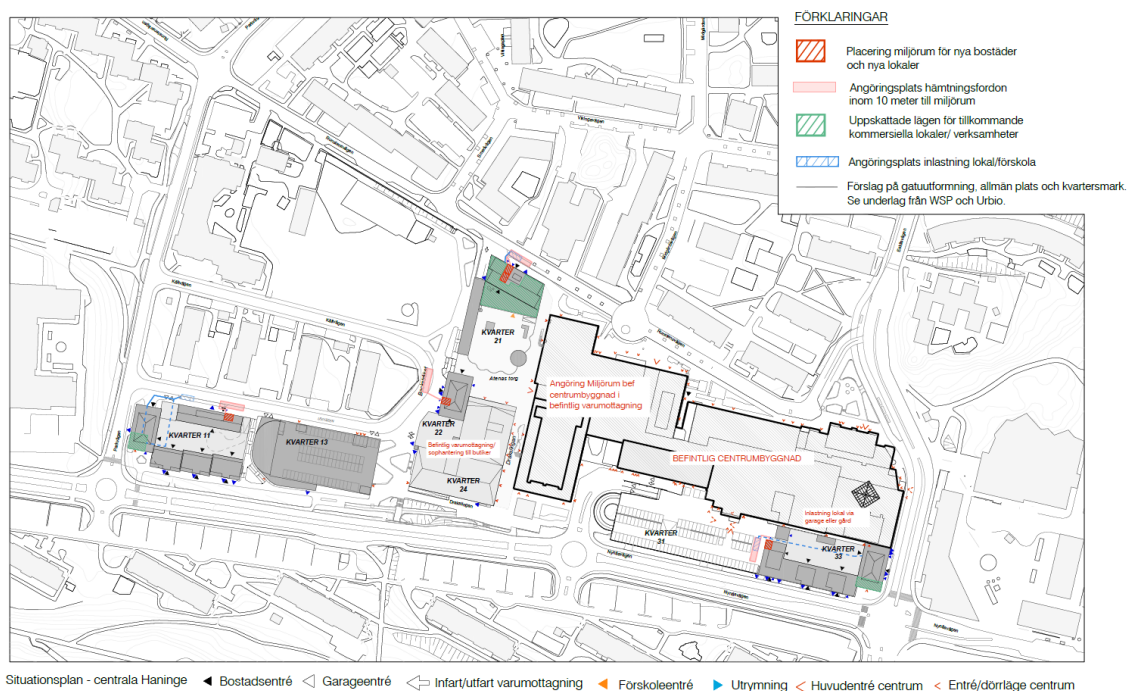 FÖRKLARINGAR
Placering miljörum för nya bostäder
och nya lokaler
Angöringsplats hämtningsfordon
inom 10 meter till miljörum
Uppskattade lägen för tillkommande
kommersiella lokaler/ verksamheter
Angöringsplats inlastning lokal/förskola
Förslag på gatuutformning, allmän plats och kvartersmark.
Se underlag från WSP och Urbio.
KVARTER
21
Atenas torg
Angöring Miljörum bef
centrumbyggnad i
befintlig varumottagning
KVARTER
22
Befintlig varumottagning/
sophantering till butiker
KVARTER
24
KVARTER 11
KVARTER 13
BEFINTLIG CENTRUMBYGGNAD
Inlastning lokal via
garage eller gård
KVARTER
31
KVARTER
33
Nynäsvägen
Nynäsvägen
Situationsplan - centrala Haninge
Bostadsentré
Garageentré
Infart/utfart varumottagning
Förskoleentré
Utrymning
Huvudentré centrum
Entré/dörrläge centrum